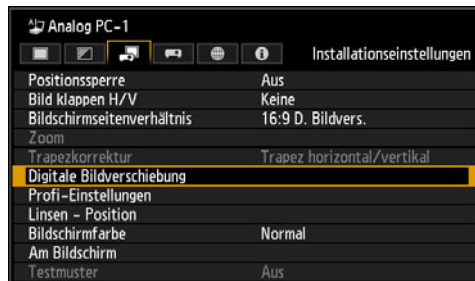 Analog PC-1
Installationseinstellungen
Positionssperre Aus
Bild klappen H/V Keine
Bildschirmseitenverhältnis 16:9 D. Bildvers.
Zoom
Trapezkorrektur Trapez horizontal/vertikal
Digitale Bildverschiebung
Profi-Einstellungen
Linsen - Position
Bildschirmfarbe Normal
Am Bildschirm
Testmuster Aus